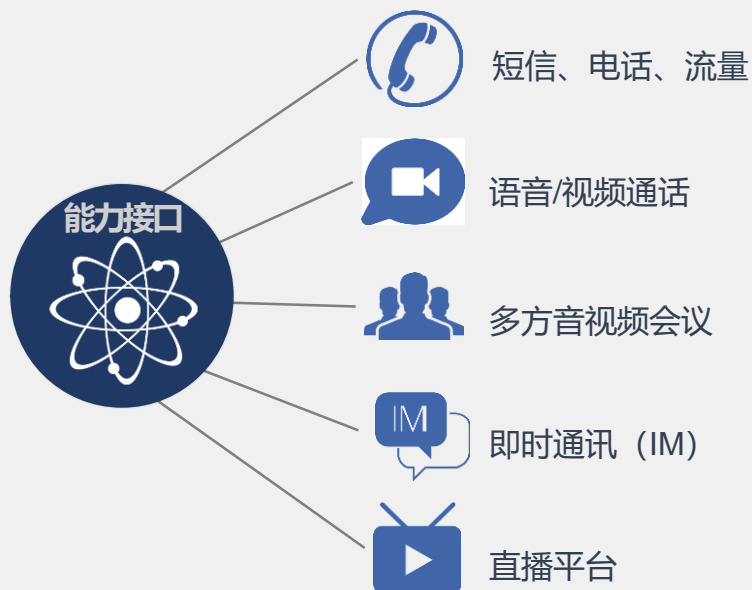 短信、电话、流量
语音/视频通话
能力接口
多方音视频会议
IM
即时通讯（IM）
直播平台